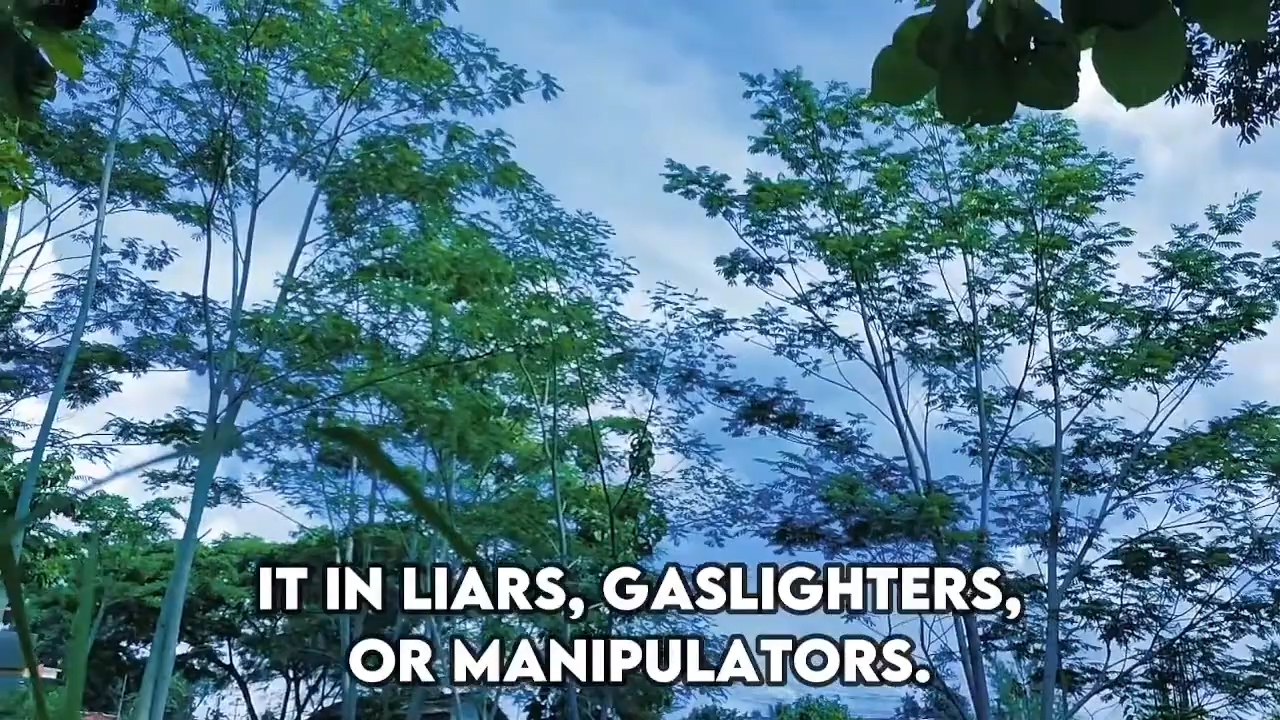 IT IN LIARS, GASLIGHTERS,
OR MANIPULATORS.